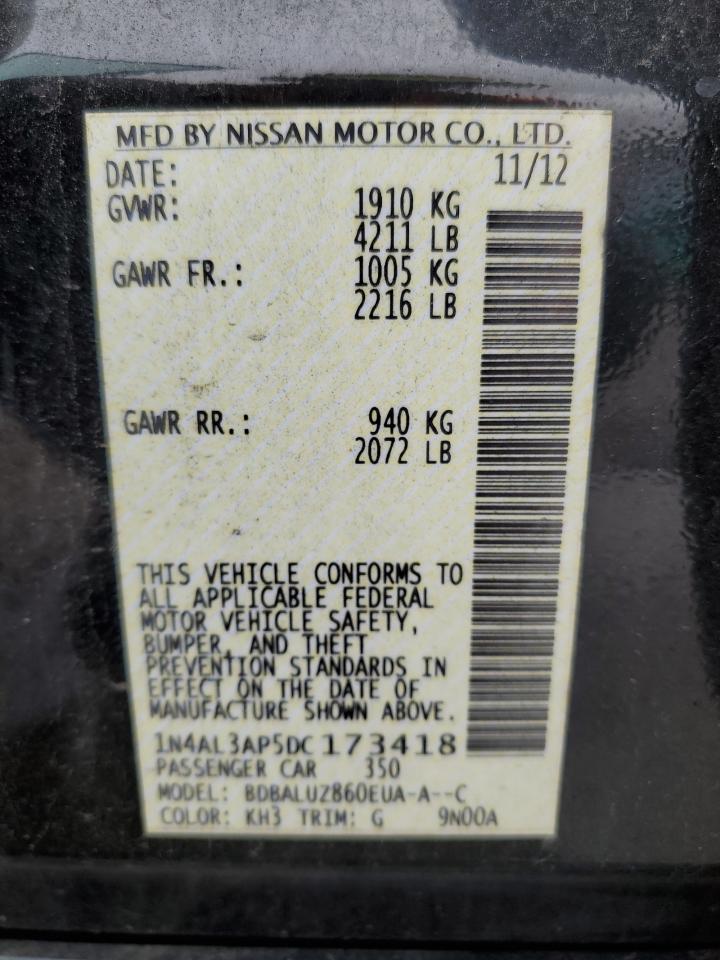 MFD BY NISSAN MOTOR CO., LTD.
DATE: 11/12
GVWR: 1910 KG
4211 LB
GAWR FR.: 1005 KG
2216 LB
GAWR RR.: 940 KG
2072 LB
THIS VEHICLE CONFORMS TO
ALL APPLICABLE FEDERAL
MOTOR VEHICLE SAFETY,
BUMPER, AND THEFT
PREVENTION STANDARDS IN
EFFECT ON THE DATE OF
MANUFACTURE SHOWN ABOVE.
1N4AL3AP5DC173418
PASSENGER CAR 350
MODEL: BDBALUZ860EUA-A--C
COLOR: KH3 TRIM: G 9N00A